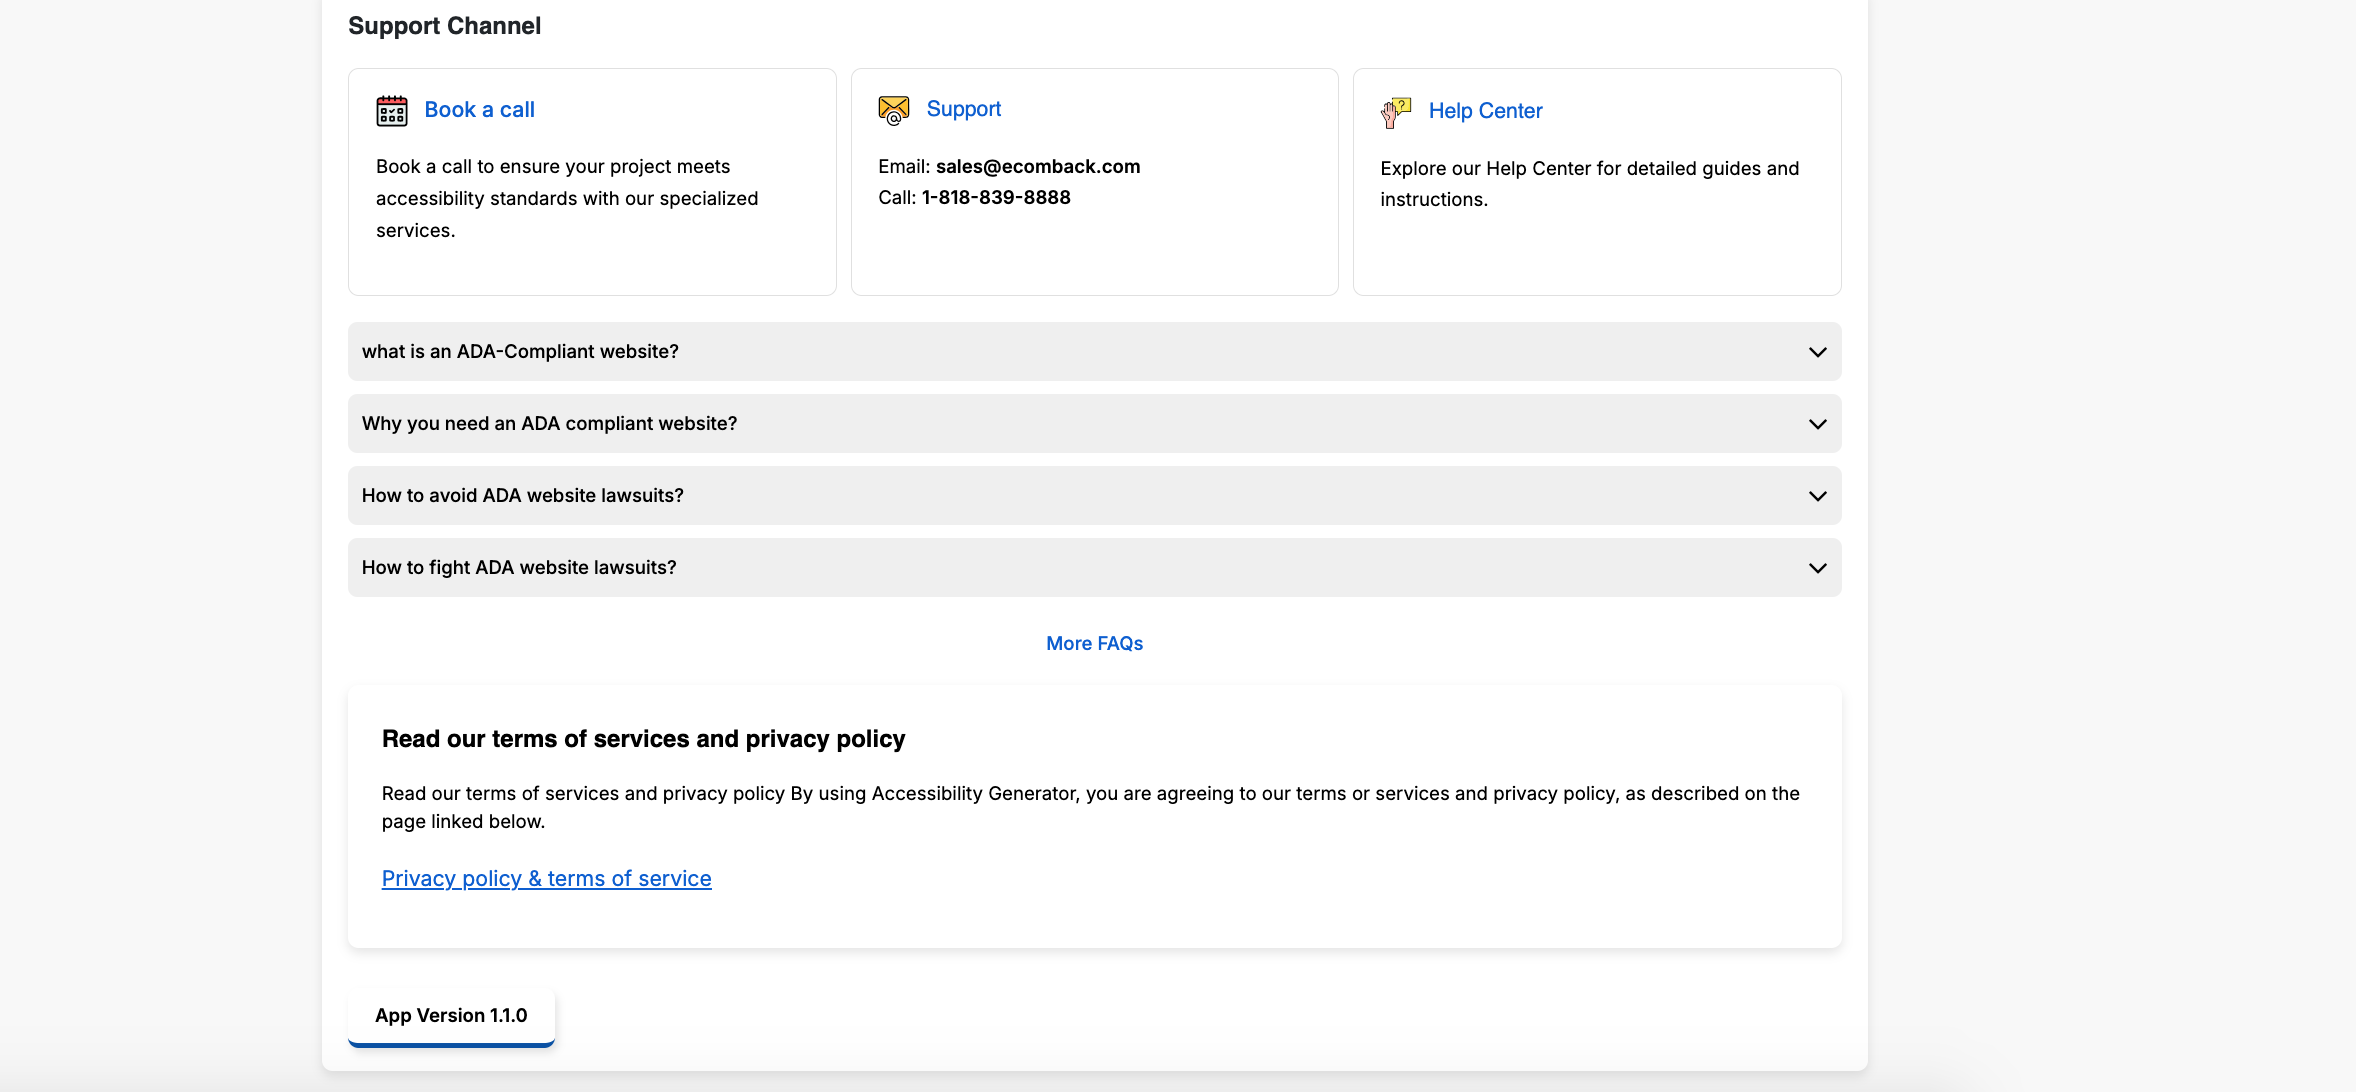 Support Channel
Book a call
Book a call to ensure your project meets
accessibility standards with our specialized
services.
Support
Email: sales@ecomback.com
Call: 1-818-839-8888
Help Center
Explore our Help Center for detailed guides and
instructions.
what is an ADA-Compliant website?
Why you need an ADA compliant website?
How to avoid ADA website lawsuits?
How to fight ADA website lawsuits?
More FAQs
Read our terms of services and privacy policy
Read our terms of services and privacy policy By using Accessibility Generator, you are agreeing to our terms or services and privacy policy, as described on the
page linked below.
Privacy policy & terms of service
App Version 1.1.0